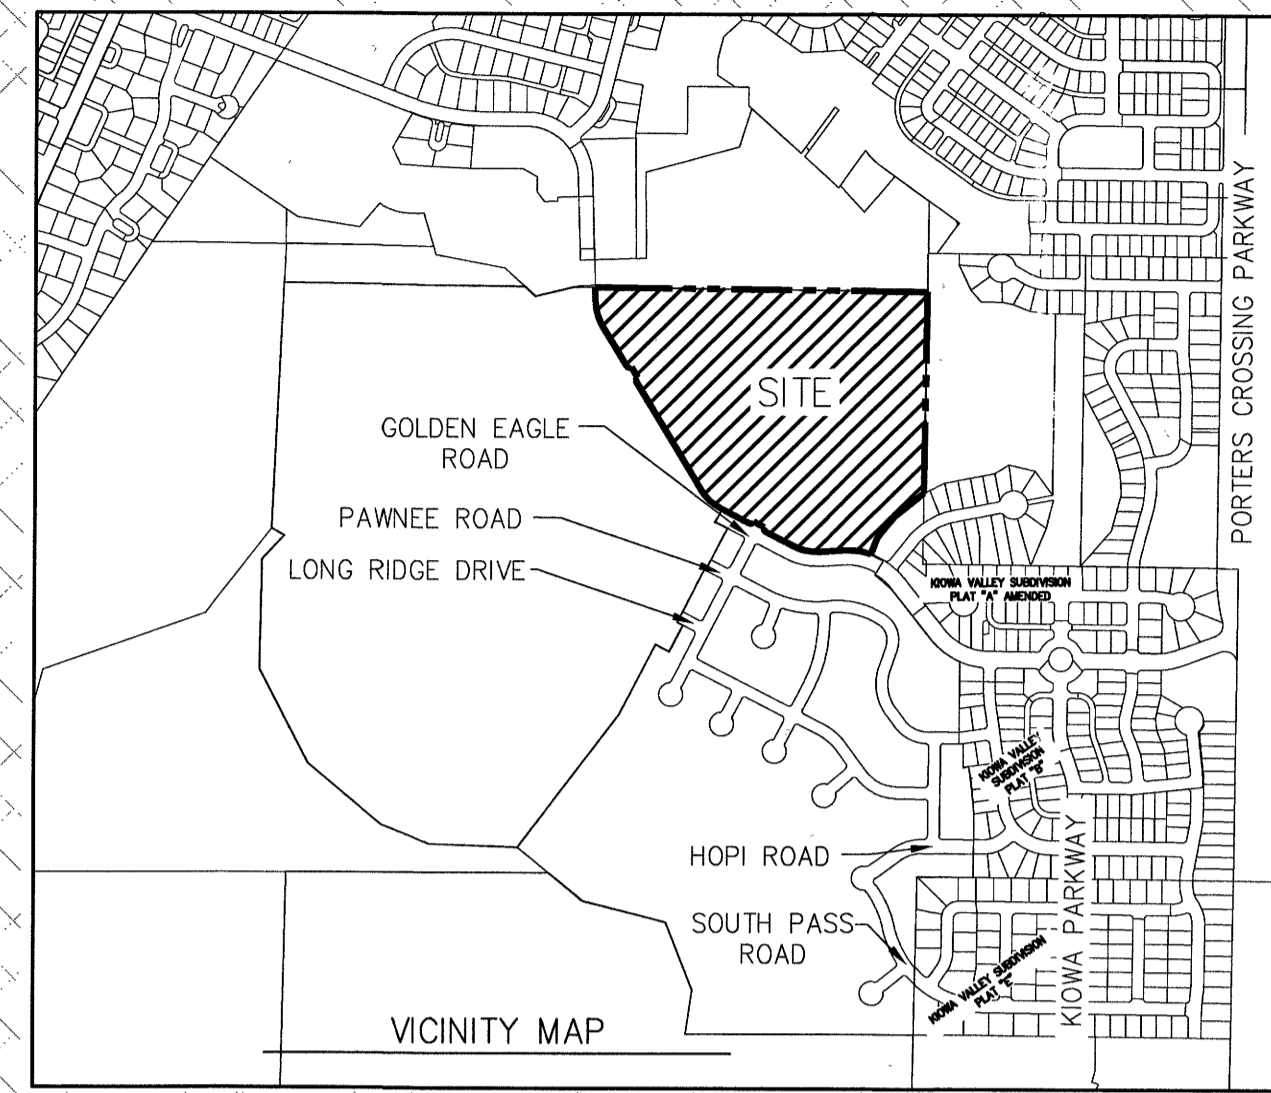 PORTERS CROSSING PARKWAY
SITE
GOLDEN EAGLE
ROAD
PAWNEE ROAD
LONG RIDGE DRIVE
KIOWA VALLEY SUBDIVISION
PLAT "A" AMENDED
KIOWA VALLEY
SUBDIVISION
PLAT "B"
HOPI ROAD
KIOWA PARKWAY
SOUTH PASS
ROAD
KIOWA VALLEY SUBDIVISION
PLAT "E"
VICINITY MAP